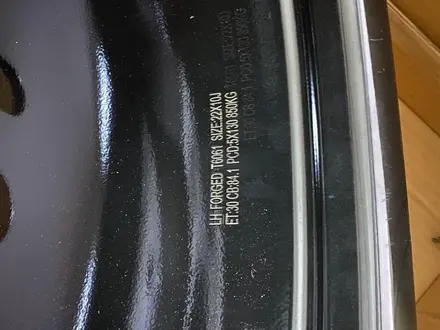 LH FORGED T6061 SIZE:22X10J
ET:30 CB:84.1 PCD:5X130 850KG